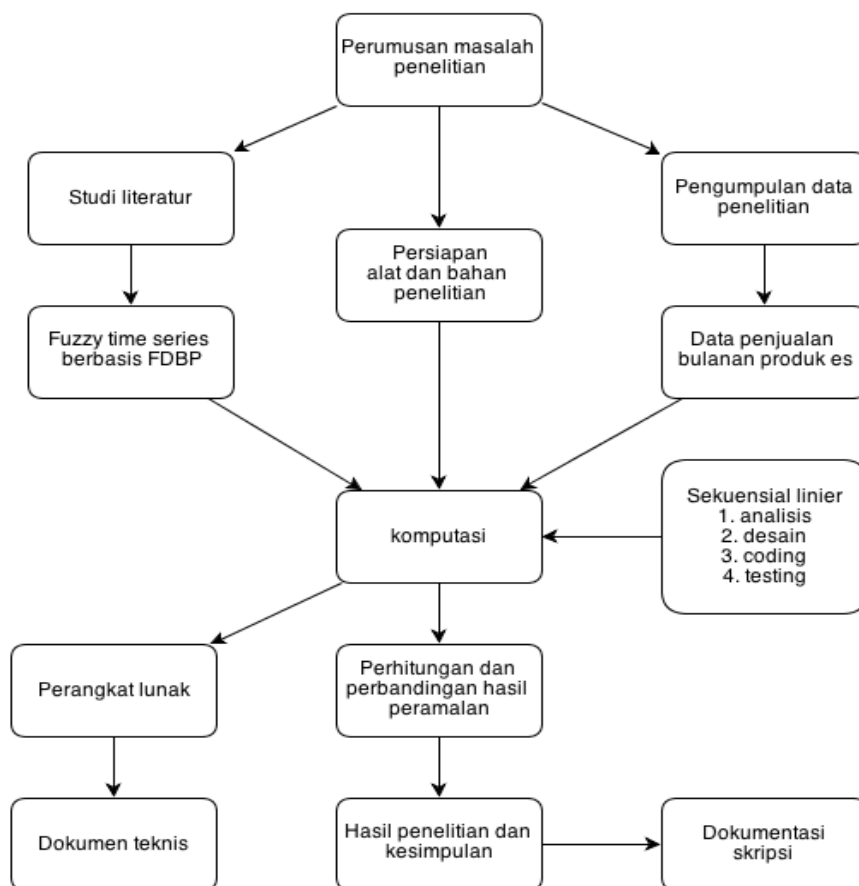 Perumusan masalah
penelitian
Studi literatur
Persiapan
alat dan bahan
penelitian
Pengumpulan data
penelitian
Fuzzy time series
berbasis FDBP
Data penjualan
bulanan produk es
komputasi
Sekuensial linier
1. analisis
2. desain
3. coding
4. testing
Perangkat lunak
Perhitungan dan
perbandingan hasil
peramalan
Dokumen teknis
Hasil penelitian dan
kesimpulan
Dokumentasi
skripsi